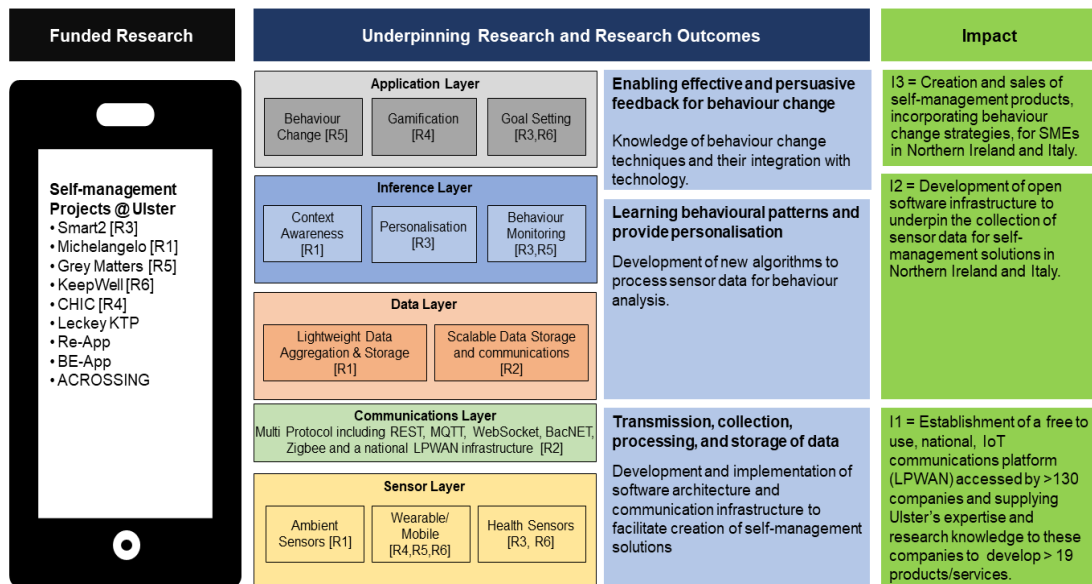 Funded Research
Self-management
Projects @ Ulster
• Smart2 [R3]
• Michelangelo [R1]
• Grey Matters [R5]
• KeepWell [R6]
• CHIC [R4]
• Leckey KTP
• Re-App
• BE-App
• ACROSSING
Underpinning Research and Research Outcomes
Application Layer
Behaviour
Change [R5]
Gamification
[R4]
Goal Setting
[R3,R6]
Inference Layer
Context
Awareness
[R1]
Personalisation
[R3]
Behaviour
Monitoring
[R3,R5]
Data Layer
Lightweight Data
Aggregation & Storage
[R1]
Scalable Data Storage
and communications
[R2]
Communications Layer
Multi Protocol including REST, MQTT, WebSocket, BacNET,
Zigbee and a national LPWAN infrastructure [R2]
Sensor Layer
Ambient
Sensors [R1]
Wearable/
Mobile
[R4,R5,R6]
Health Sensors
[R3, R6]
Enabling effective and persuasive
feedback for behaviour change
Knowledge of behaviour change
techniques and their integration with
technology.
Learning behavioural patterns and
provide personalisation
Development of new algorithms to
process sensor data for behaviour
analysis.
Transmission, collection,
processing, and storage of data
Development and implementation of
software architecture and
communication infrastructure to
facilitate creation of self-management
solutions
Impact
I3 = Creation and sales of
self-management products,
incorporating behaviour
change strategies, for SMEs
in Northern Ireland and Italy.
I2 = Development of open
software infrastructure to
underpin the collection of
sensor data for self-
management solutions in
Northern Ireland and Italy.
I1 = Establishment of a free to
use, national, IoT
communications platform
(LPWAN) accessed by >130
companies and supplying
Ulster's expertise and
research knowledge to these
companies to develop > 19
products/services.